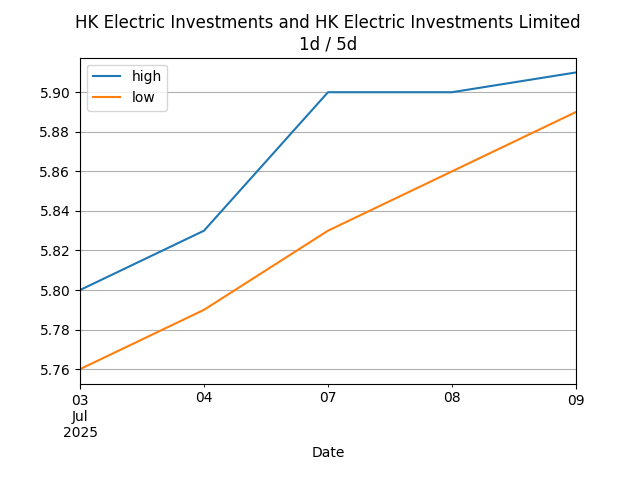 HK Electric Investments and HK Electric Investments Limited
1d / 5d
high
low
5.90
5.88
5.86
5.84
5.82
5.80
5.78
5.76
03
Jul
2025
04
07
08
09
Date